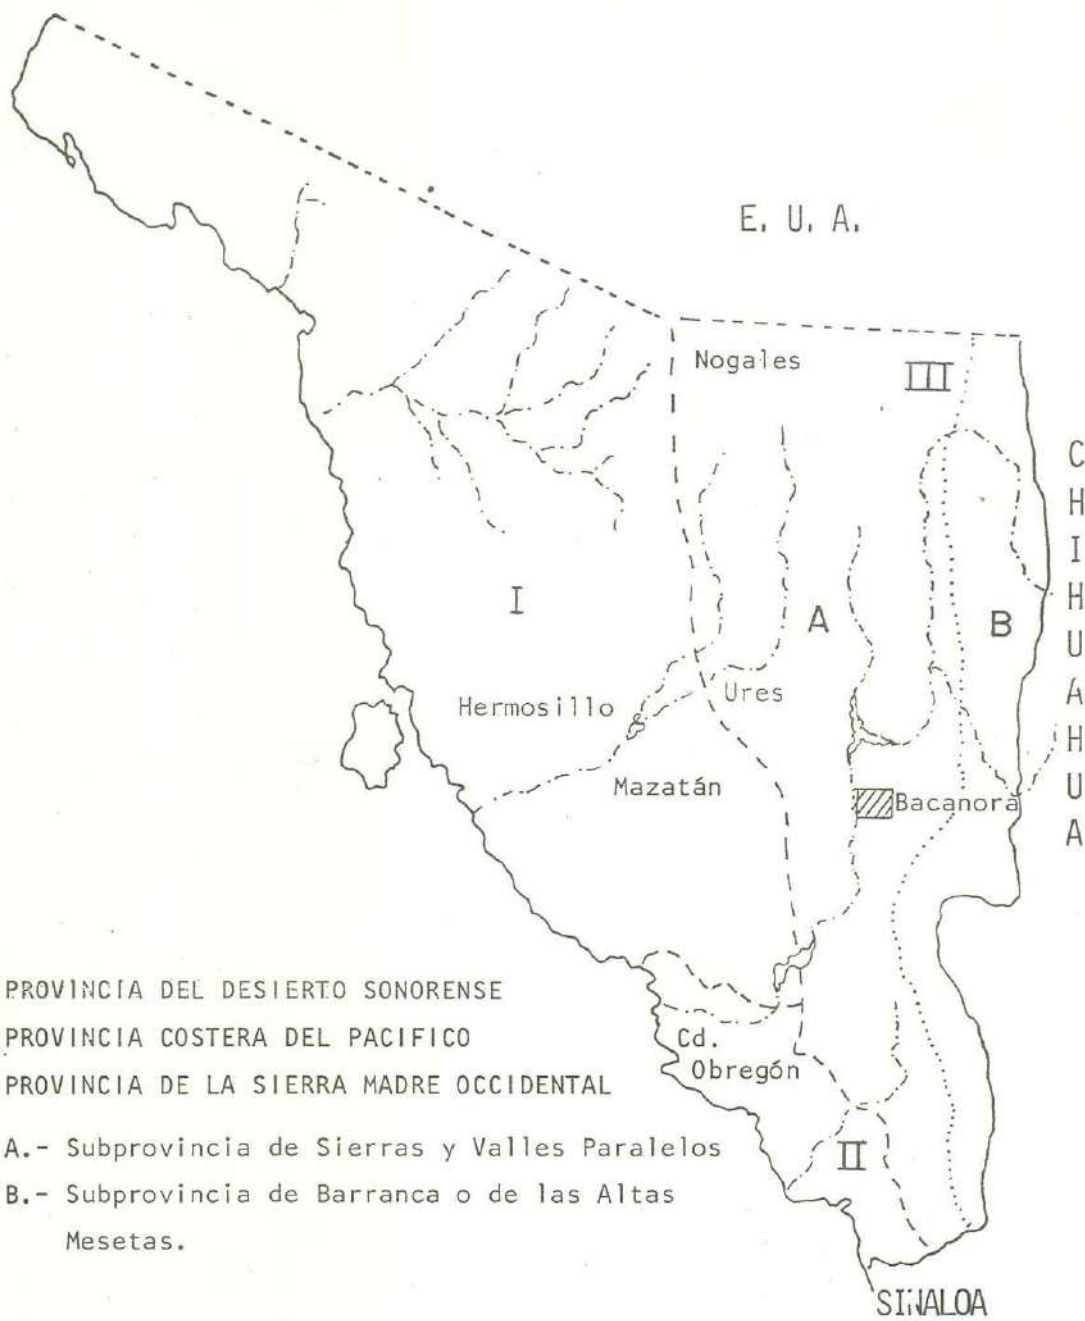 E. U. A.
Nogales
III
CHIHUAHUA
I
A
B
Ures
Hermosillo
Mazatán
Bacanora
PROVINCIA DEL DESIERTO SONORENSE
PROVINCIA COSTERA DEL PACIFICO
PROVINCIA DE LA SIERRA MADRE OCCIDENTAL
Cd.
Obregón
A.- Subprovincia de Sierras y Valles Paralelos
II
B.- Subprovincia de Barranca o de las Altas
Mesetas.
SINALOA